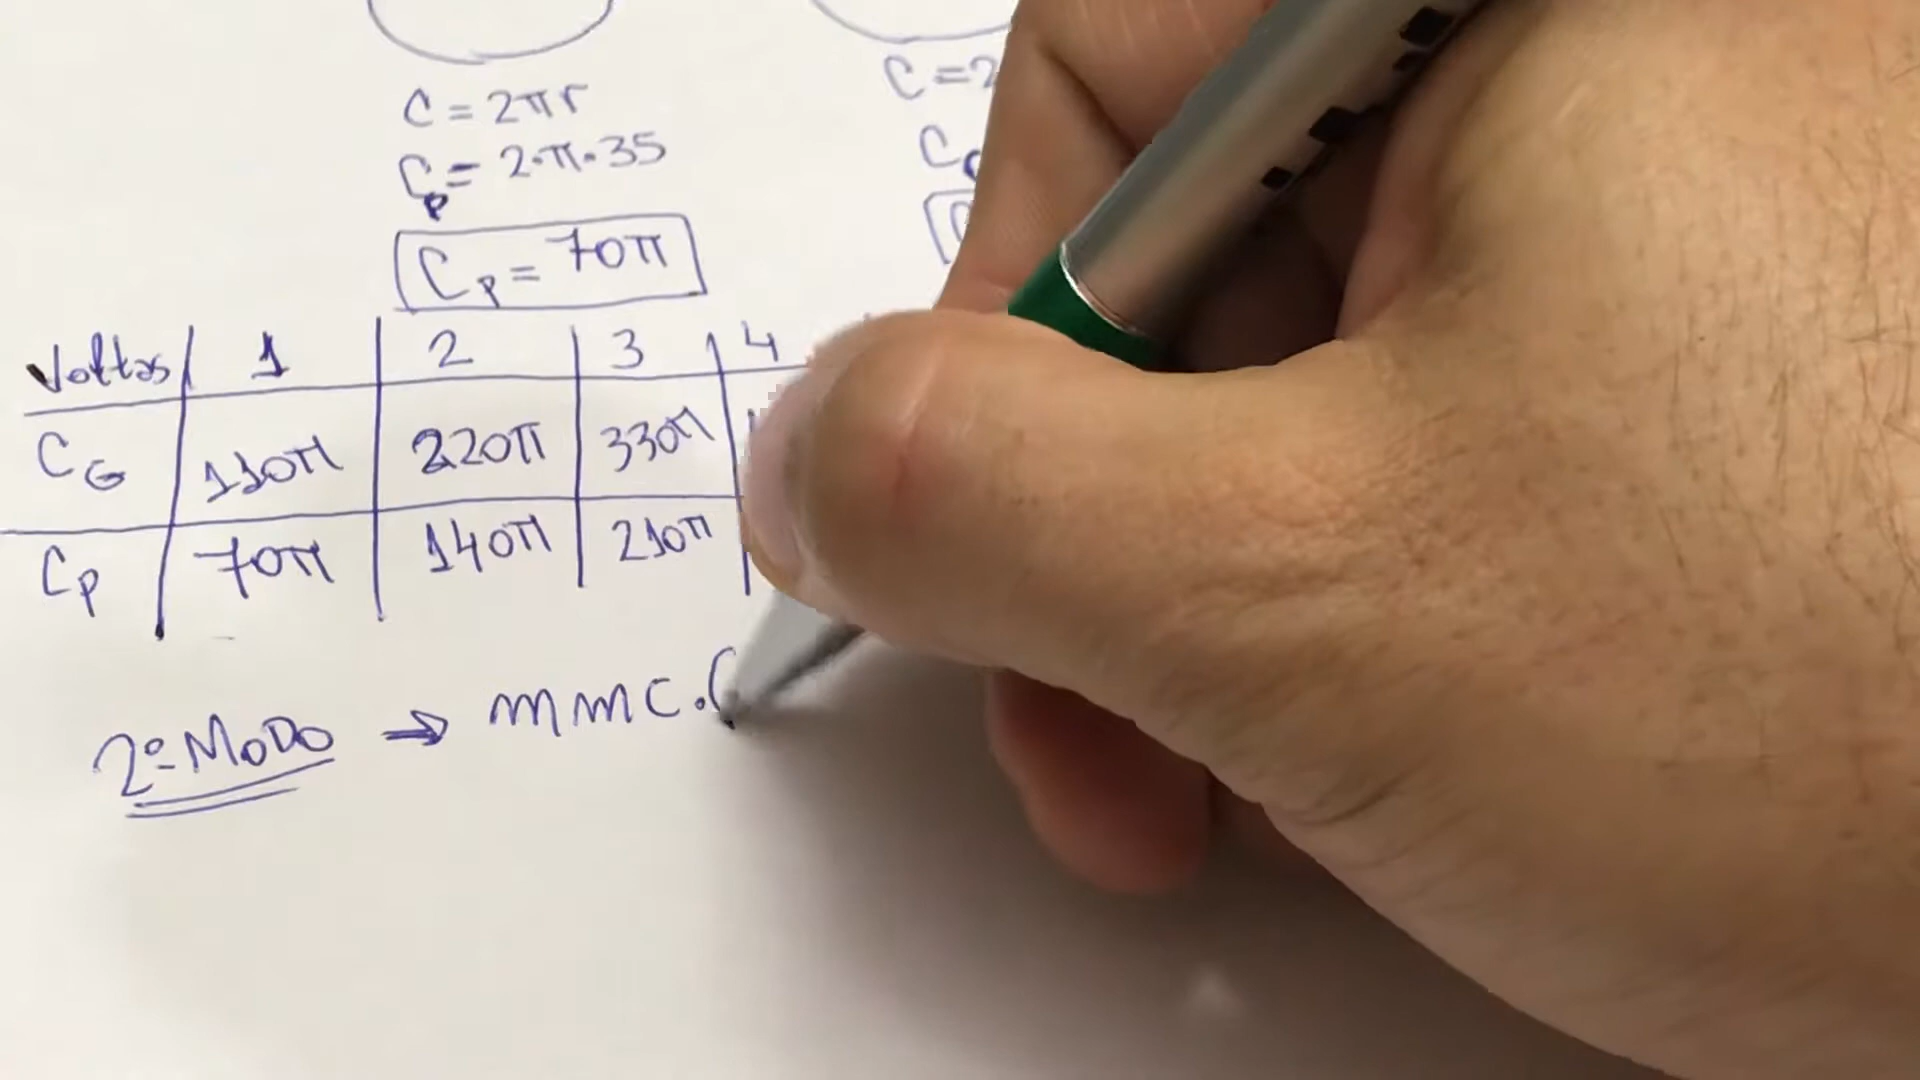 C = 2πr
C = 2
Cp = 2·π·35
C
Cp = 70π
Voltas 1 2 3 4
CG 110π 220π 330π
Cp 70π 140π 210π
2º MODO → mmc.(